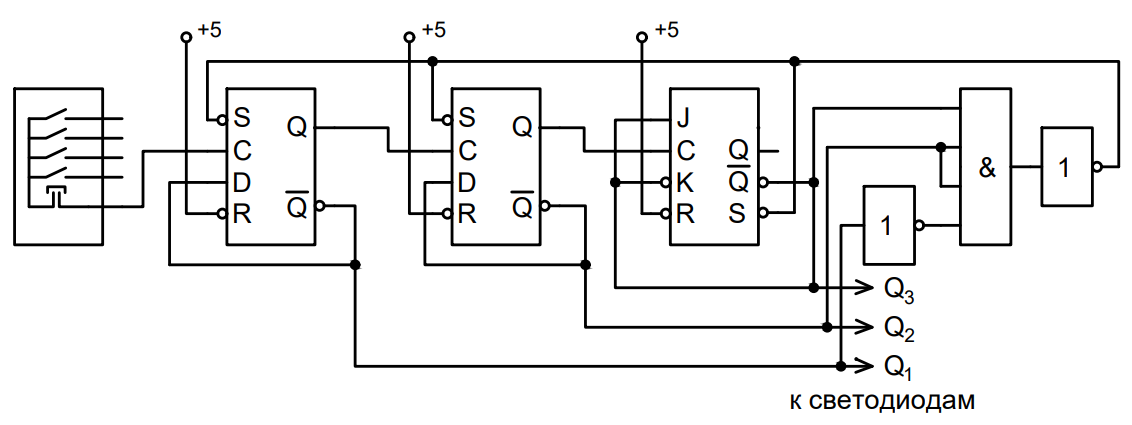 +5 +5 +5
S Q
C
D Q
R
S Q
C
D Q
R
J
C Q
K Q
R S
1
&
1
Q3
Q2
Q1
к светодиодам